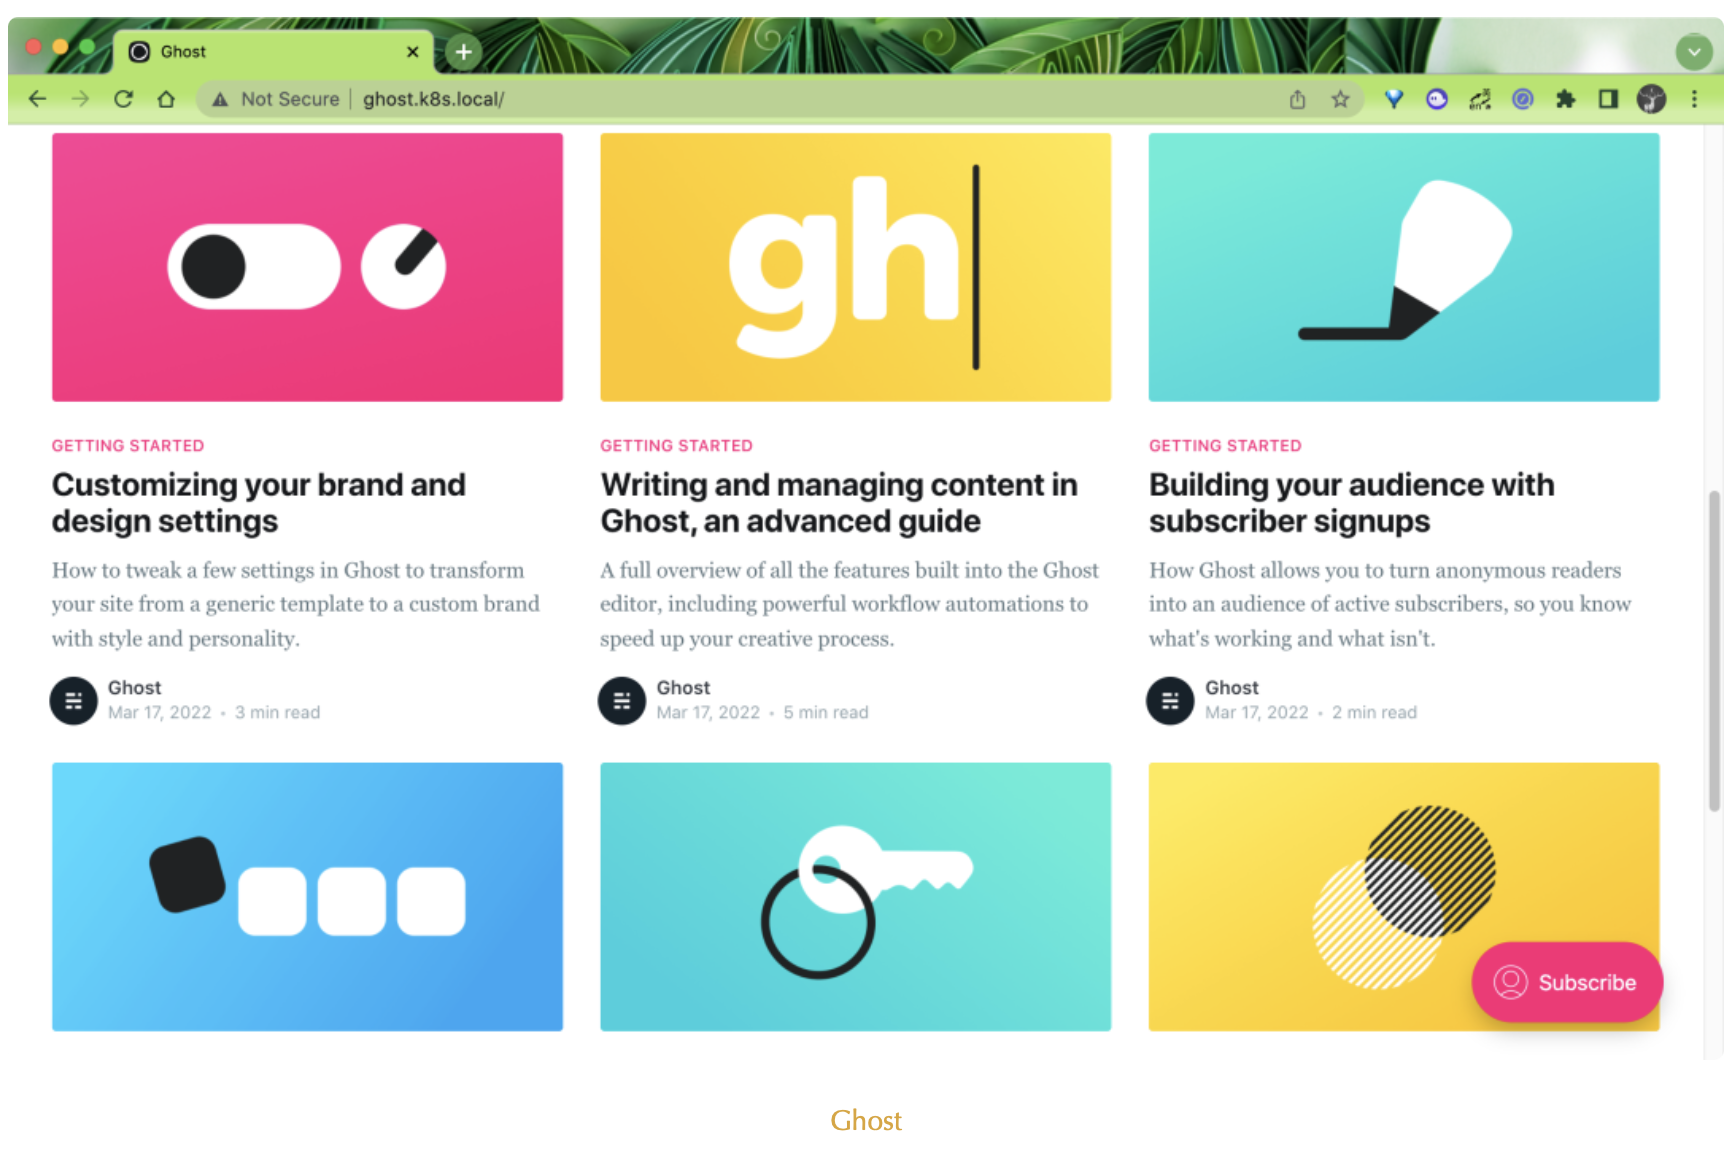 Ghost
Not Secure ghost.k8s.local/
gh
GETTING STARTED
Customizing your brand and
design settings
How to tweak a few settings in Ghost to transform
your site from a generic template to a custom brand
with style and personality.
Ghost
Mar 17, 2022 • 3 min read
GETTING STARTED
Writing and managing content in
Ghost, an advanced guide
A full overview of all the features built into the Ghost
editor, including powerful workflow automations to
speed up your creative process.
Ghost
Mar 17, 2022 • 5 min read
GETTING STARTED
Building your audience with
subscriber signups
How Ghost allows you to turn anonymous readers
into an audience of active subscribers, so you know
what's working and what isn't.
Ghost
Mar 17, 2022 • 2 min read
Subscribe
Ghost